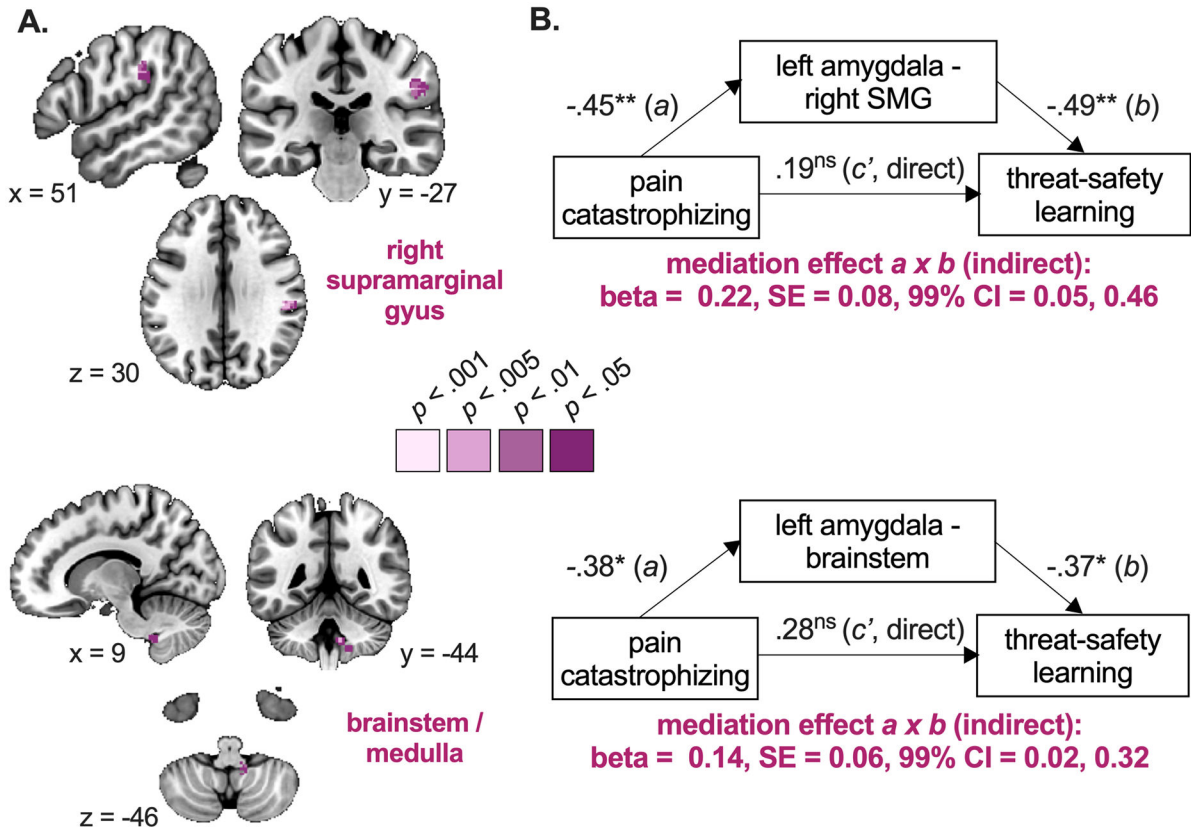 A.
x = 51
y = -27
right
supramarginal
gyus
z = 30
p < .001
p < .005
p < .01
p < .05
x = 9
y = -44
brainstem /
medulla
z = -46
B.
left amygdala -
right SMG
-.45** (a)
-.49** (b)
.19ns (c’, direct)
pain
catastrophizing
threat-safety
learning
mediation effect a x b (indirect):
beta = 0.22, SE = 0.08, 99% CI = 0.05, 0.46
left amygdala -
brainstem
-.38* (a)
-.37* (b)
.28ns (c’, direct)
pain
catastrophizing
threat-safety
learning
mediation effect a x b (indirect):
beta = 0.14, SE = 0.06, 99% CI = 0.02, 0.32